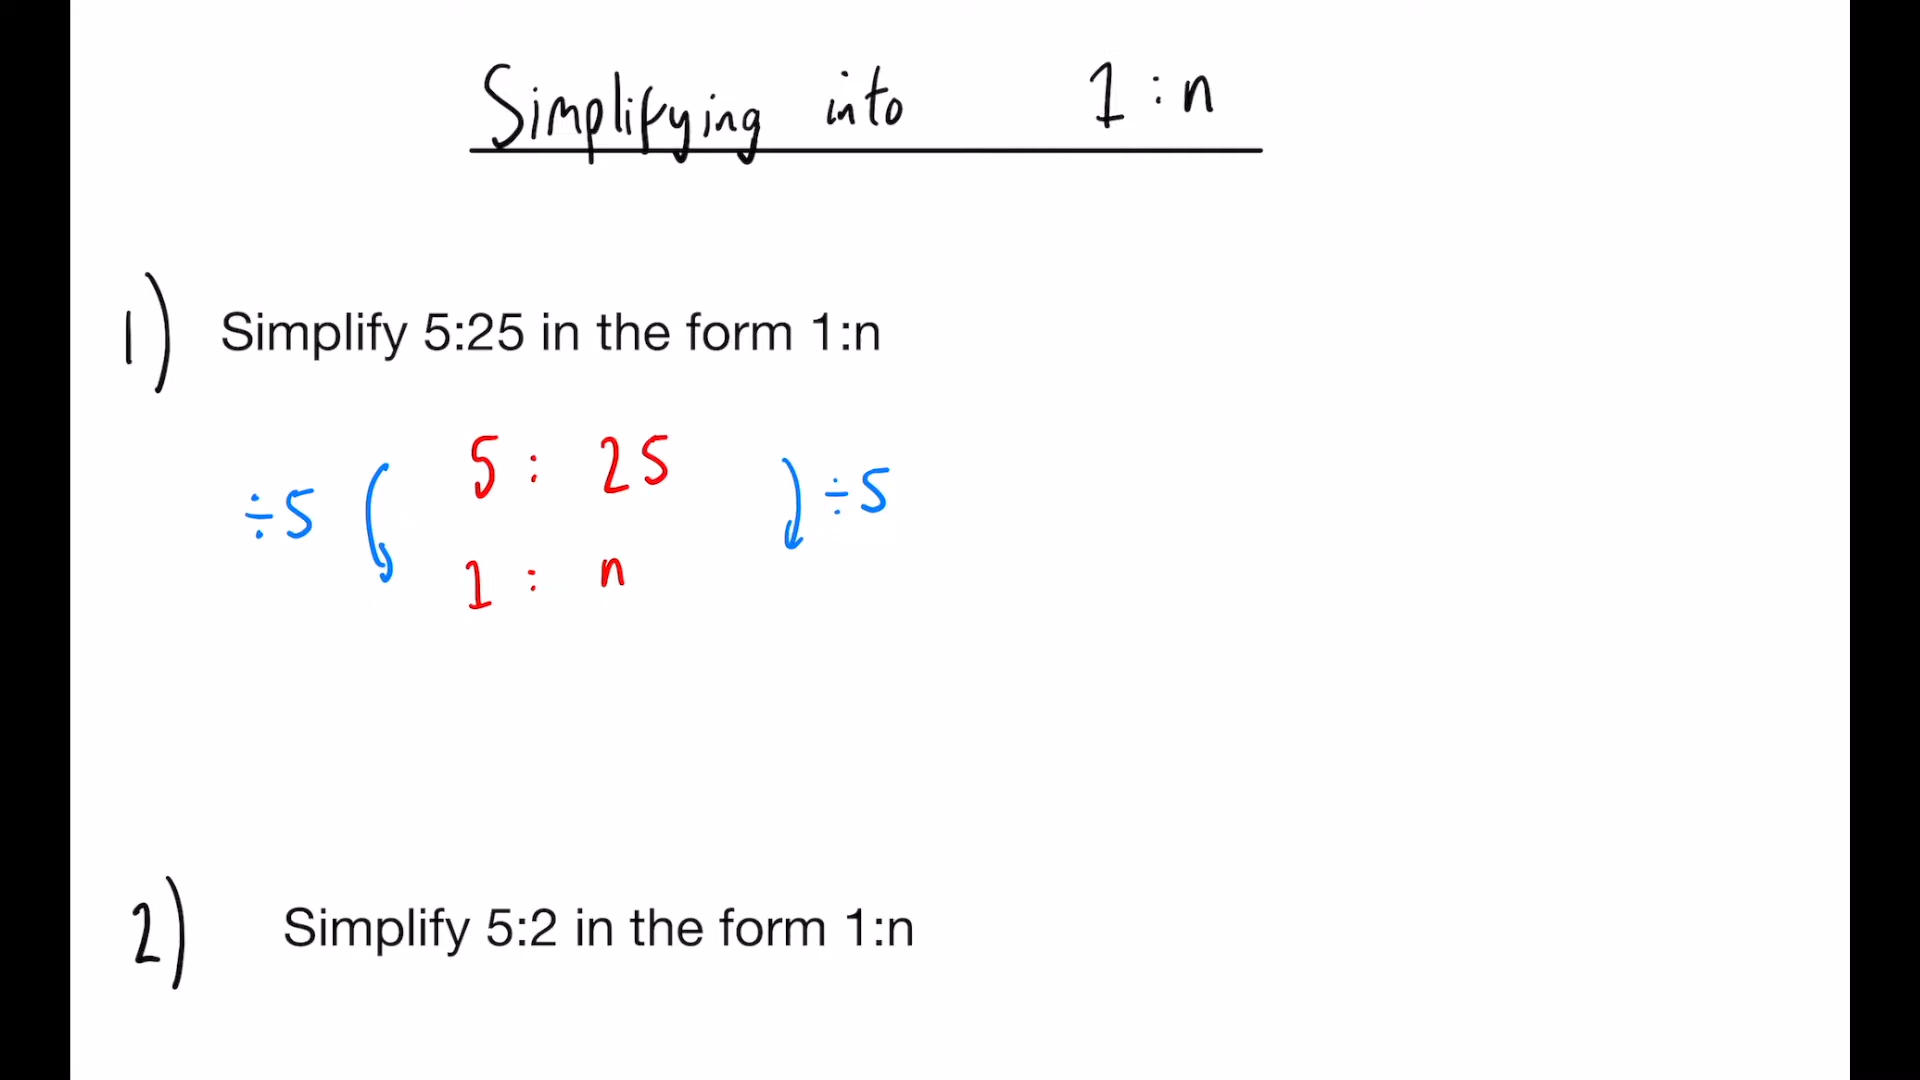 Simplifying into 1:n
1) Simplify 5:25 in the form 1:n
÷5 5 : 25 ÷5
1 : n
2) Simplify 5:2 in the form 1:n